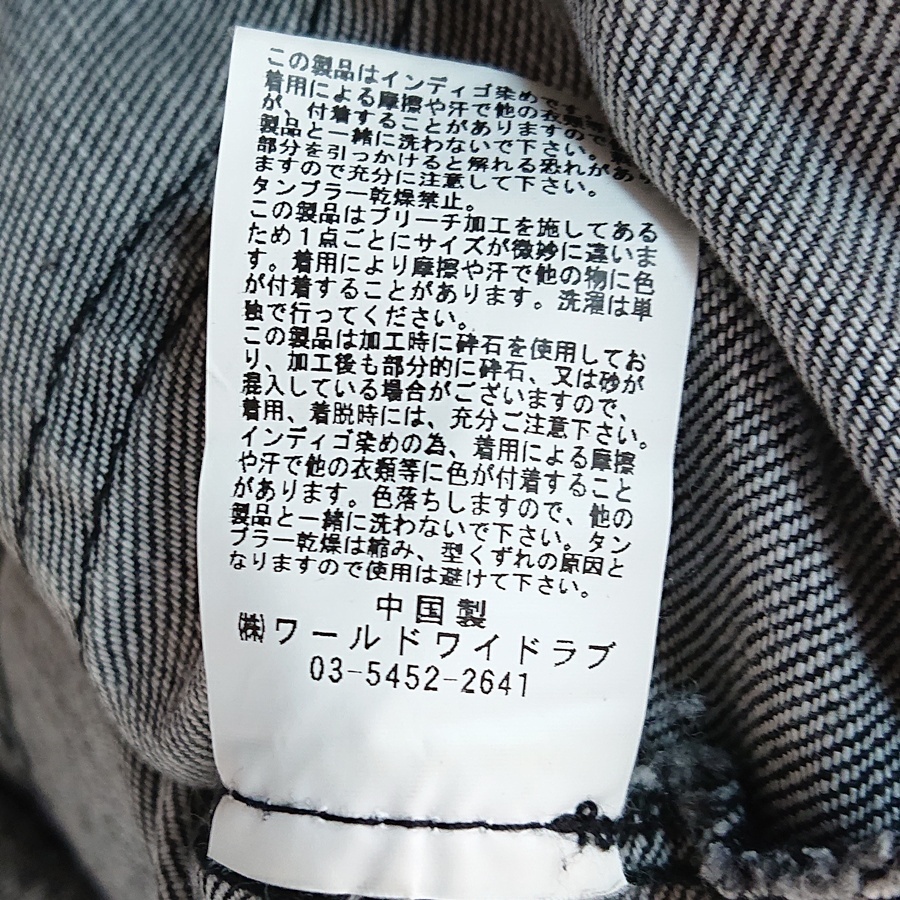 この製品はインディゴ染めです
着用による摩擦や汗で他の衣類
が、付着することがありますので
製品と一緒に洗わないで下さい。
部分を引っかけると解れる恐れがあり
ますので充分に注意して下さい。
タンブラー乾燥禁止。
この製品はブリーチ加工を施してある
ため1点ごとにサイズが微妙に違いま
す。着用により摩擦や汗で他の物に色
が付着することがあります。洗濯は単
独で行ってください。
この製品は加工時に砕石を使用してお
り、加工後も部分的に砕石、又は砂が
混入している場合がございますので、
着用、着脱時には、充分ご注意下さい。
インディゴ染めの為、着用による摩擦
や汗で他の衣類等に色が付着すること
があります。色落ちしますので、他の
製品と一緒に洗わないで下さい。タン
ブラー乾燥は縮み、型くずれの原因と
なりますので使用は避けて下さい。
中国製
㈱ワールドワイドラブ
03-5452-2641